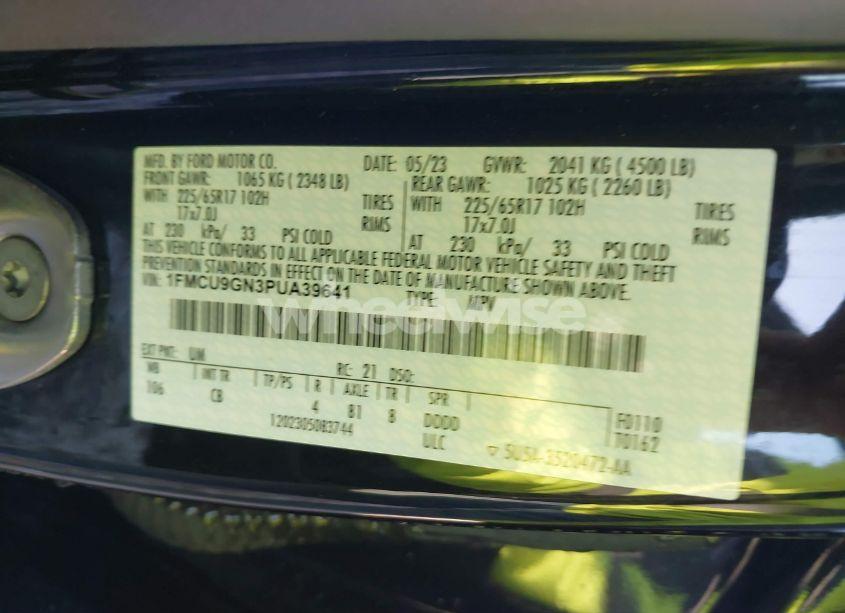 MFD. BY FORD MOTOR CO. DATE: 05/23 GVWR: 2041 KG ( 4500 LB)
FRONT GAWR: 1065 KG ( 2348 LB) REAR GAWR: 1025 KG ( 2260 LB)
WITH 225/65R17 102H TIRES WITH 225/65R17 102H TIRES
17x7.0J RIMS 17x7.0J RIMS
AT 230 kPa/ 33 PSI COLD AT 230 kPa/ 33 PSI COLD
THIS VEHICLE CONFORMS TO ALL APPLICABLE FEDERAL MOTOR VEHICLE SAFETY AND THEFT
PREVENTION STANDARDS IN EFFECT ON THE DATE OF MANUFACTURE SHOWN ABOVE.
VIN: 1FMCU9GN3PUA39641 TYPE: MPV
wheelwise
EXT PNT: UM RC: 21 DSO:
WB INT TR TP/PS R AXLE TR SPR
106 CB 4 B1 8 DDDD F0110
1202305083744 ULC T0162
5U5A-3520472-AA